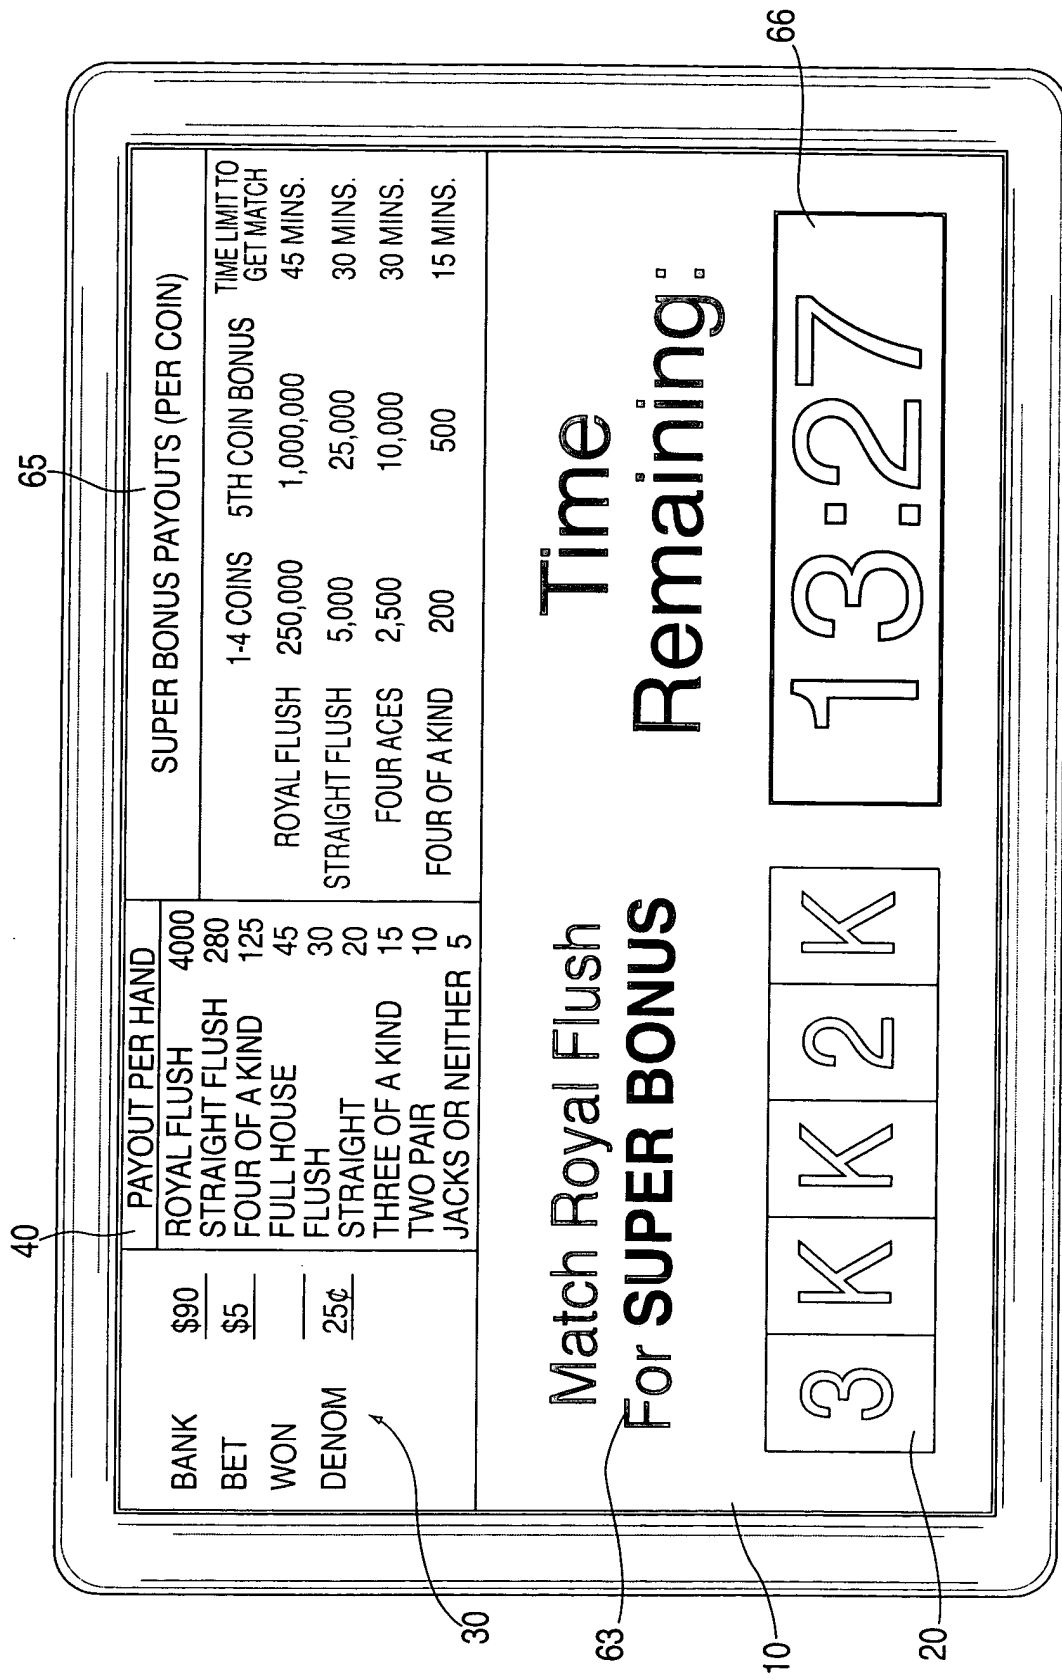 65
40
66
BANK $90
BET $5
WON
DENOM 25¢
30
PAYOUT PER HAND
ROYAL FLUSH 4000
STRAIGHT FLUSH 280
FOUR OF A KIND 125
FULL HOUSE 45
FLUSH 30
STRAIGHT 20
THREE OF A KIND 15
TWO PAIR 10
JACKS OR NEITHER 5
SUPER BONUS PAYOUTS (PER COIN)
1-4 COINS 5TH COIN BONUS TIME LIMIT TO
GET MATCH
ROYAL FLUSH 250,000 1,000,000 45 MINS.
STRAIGHT FLUSH 5,000 25,000 30 MINS.
FOUR ACES 2,500 10,000 30 MINS.
FOUR OF A KIND 200 500 15 MINS.
Match Royal Flush
For SUPER BONUS
63
Time
Remaining:
10
3 K K 2 K
13:27
20